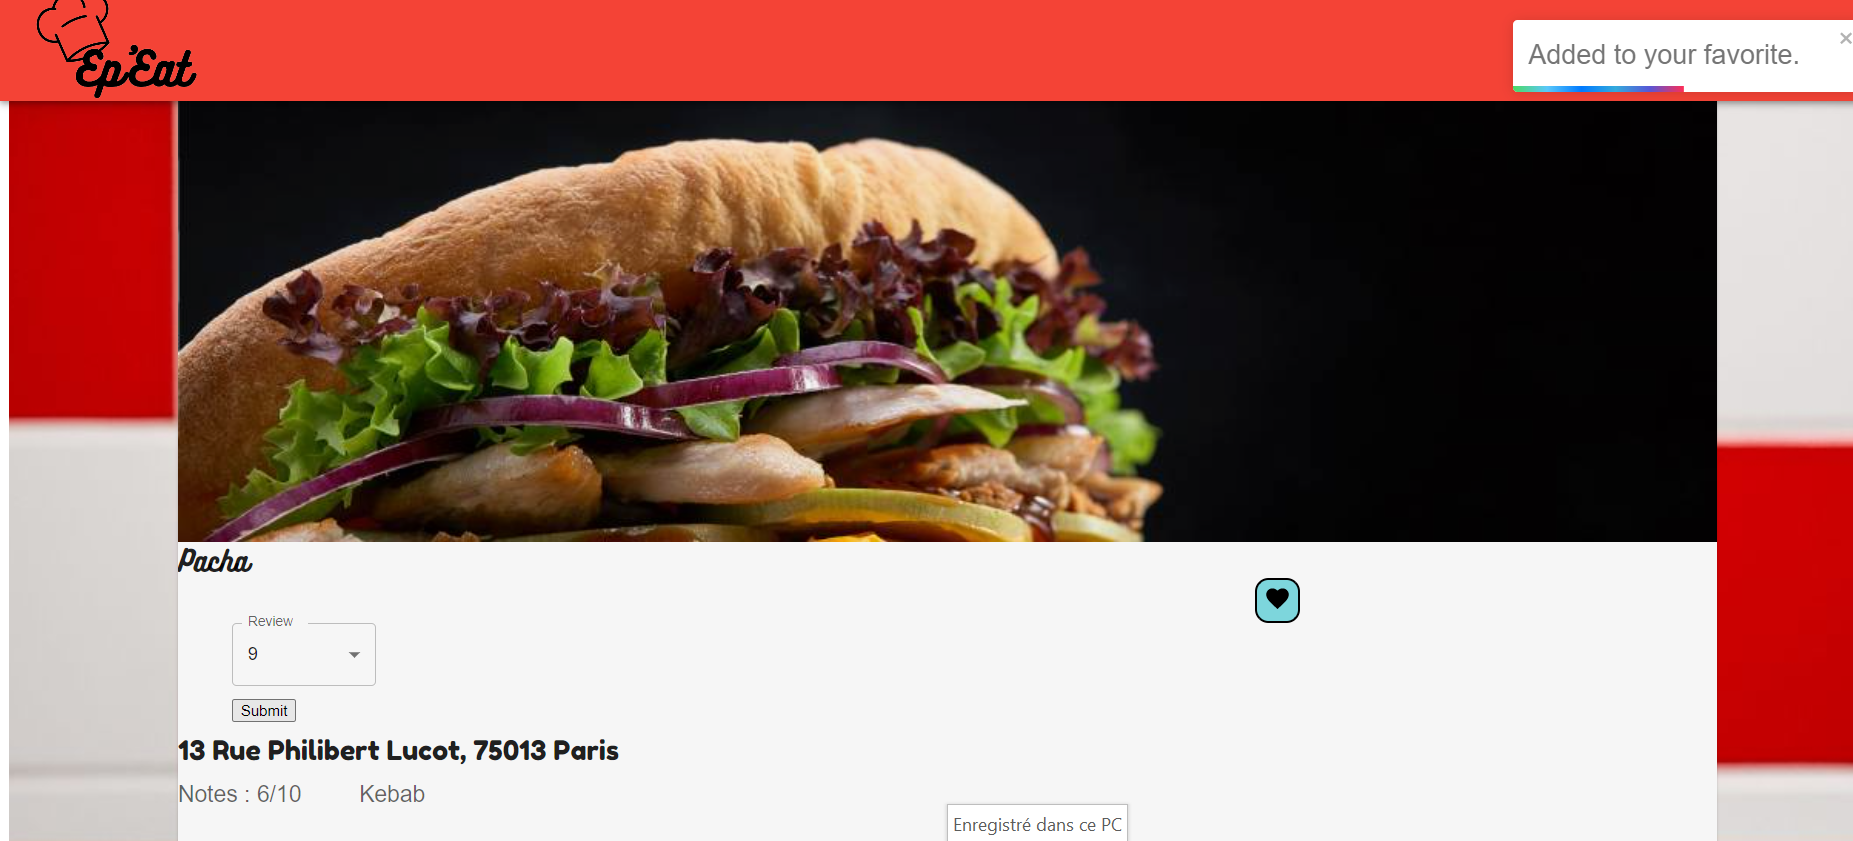 Ep'Eat
Added to your favorite.
Pacha
Review
9
Submit
13 Rue Philibert Lucot, 75013 Paris
Notes : 6/10 Kebab
Enregistré dans ce PC